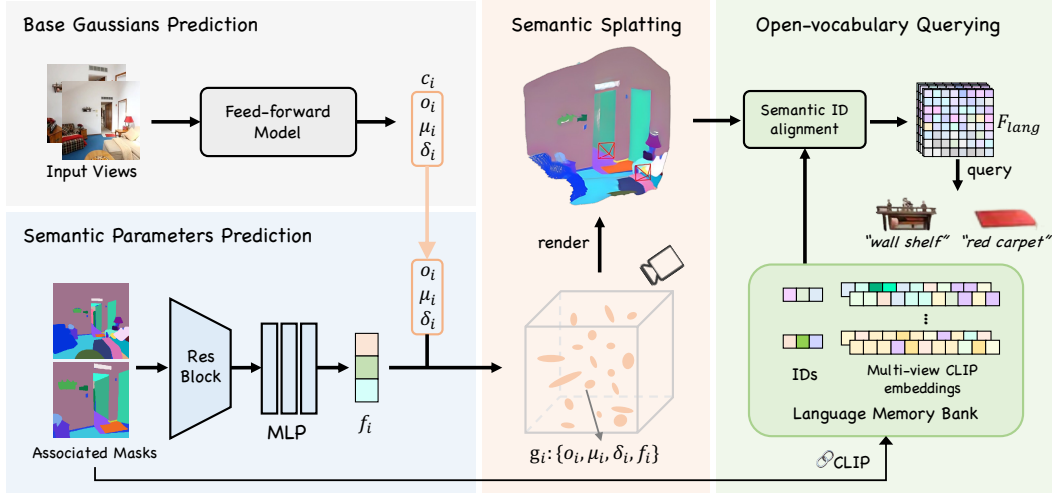 Base Gaussians Prediction
Input Views
Feed-forward
Model
c_i
o_i
μ_i
δ_i
Semantic Parameters Prediction
o_i
μ_i
δ_i
Associated Masks
Res
Block
MLP
f_i
Semantic Splatting
render
g_i: {o_i, μ_i, δ_i, f_i}
Open-vocabulary Querying
Semantic ID
alignment
F_lang
query
"wall shelf" "red carpet"
IDs
⋮
Multi-view CLIP
embeddings
Language Memory Bank
CLIP